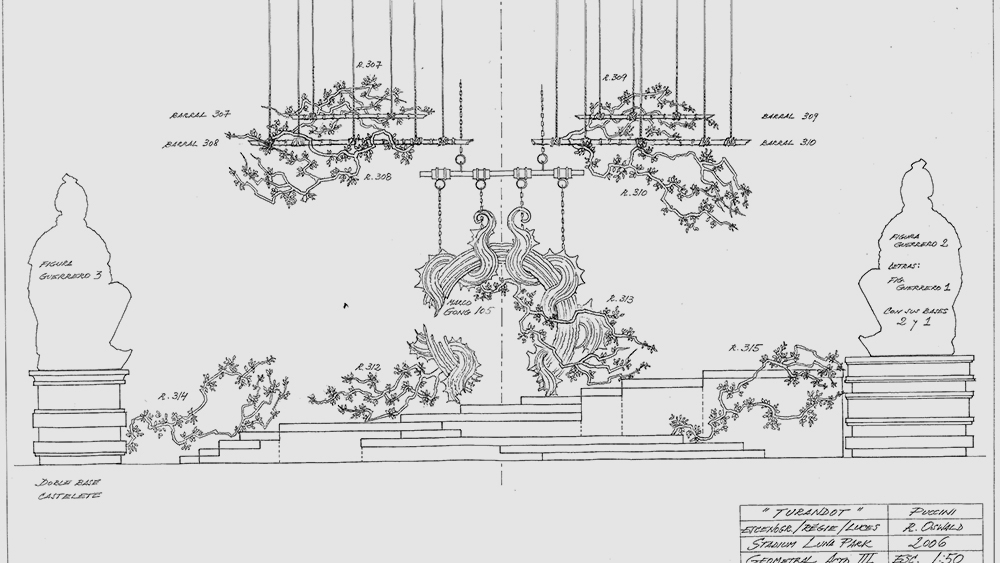 R.307
R.309
BARRAL 307
BARRAL 309
BARRAL 308
BARRAL 310
R.308
R.310
FIGURA
GUERRERO 3
FIGURA
GUERRERO 2
DETRAS:
FIG.
GUERRERO 1
CON SUS BASES
2 y 1
MARCO
GONG 105
R.313
R.312
R.315
R.314
DOBLE BASE
CASTELETE
"TURANDOT" PUCCINI
ESCENOGR/REGIE/LUCES R. OSWALD
STADIUM LUNA PARK 2006
GEOMETRAL ACTO III ESC. 1:50